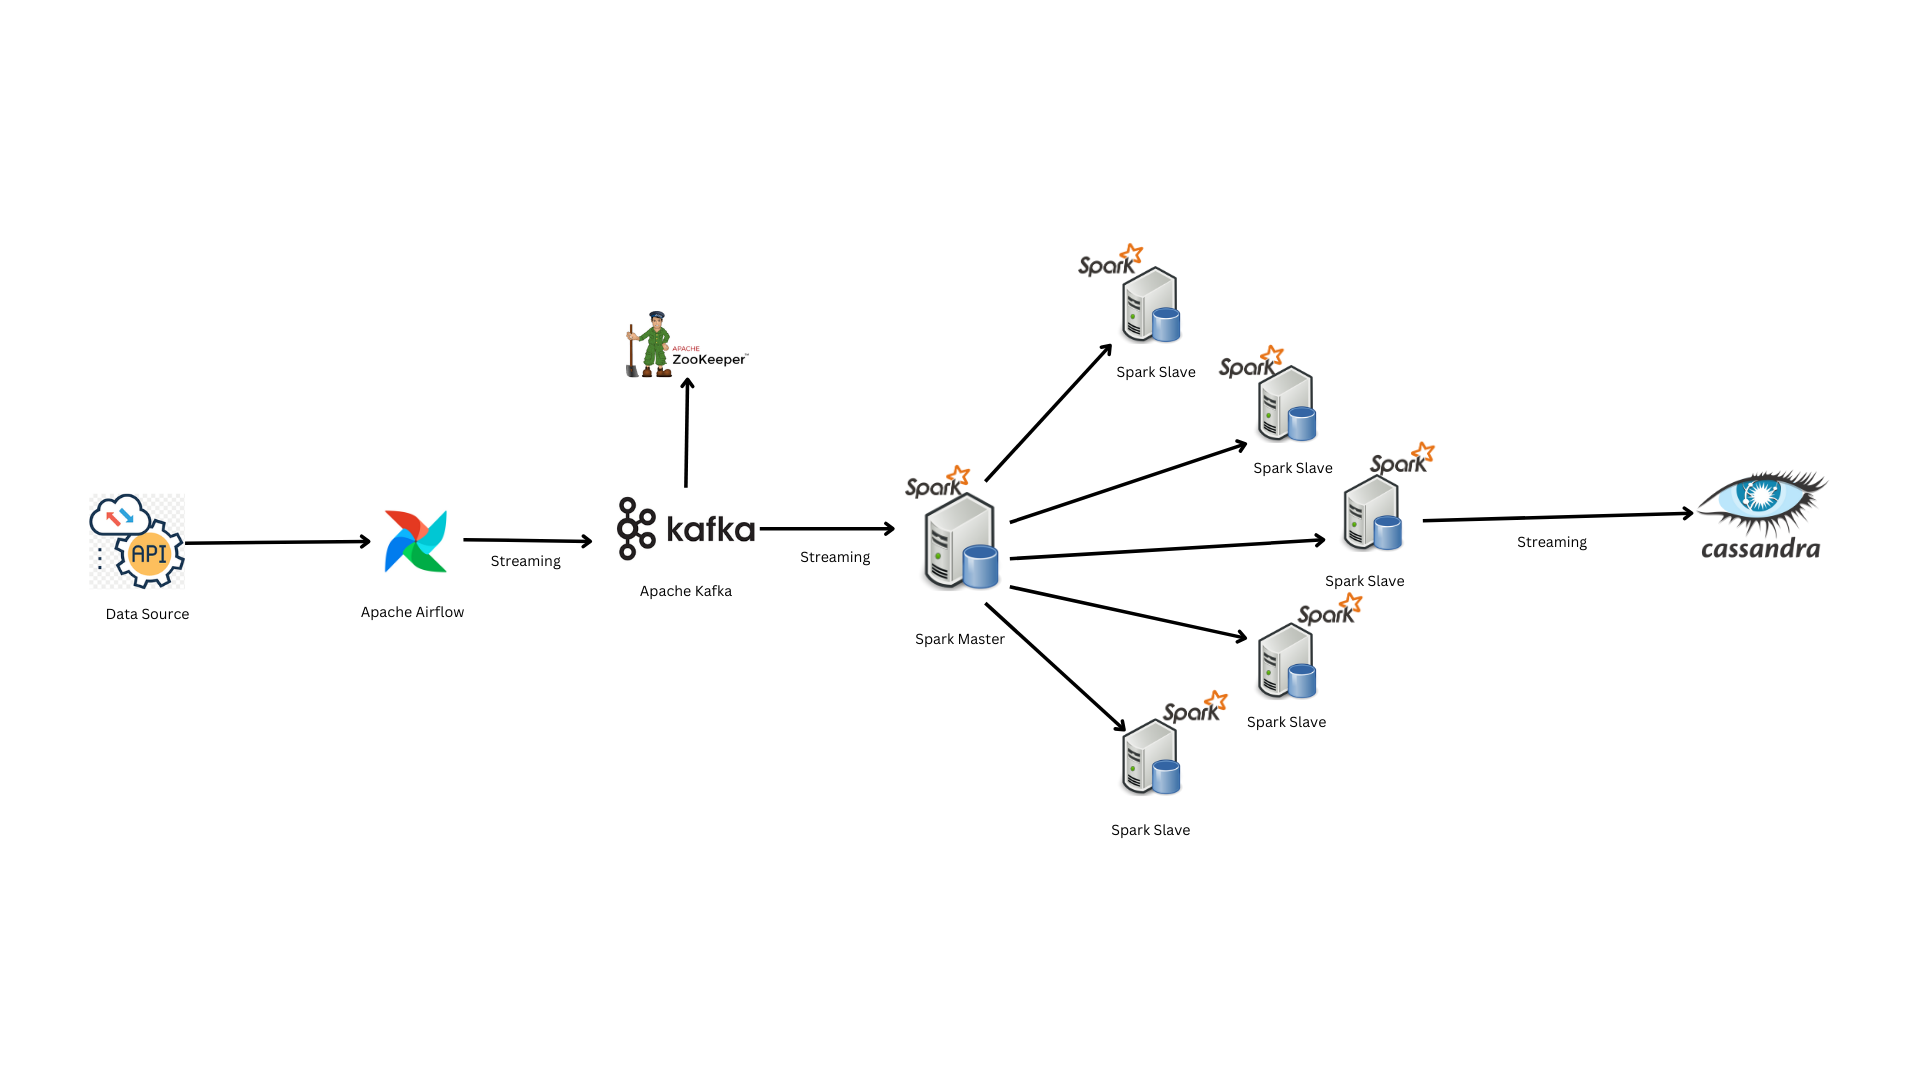 API
Data Source
Apache Airflow
Streaming
APACHE
ZooKeeper™
kafka
Apache Kafka
Streaming
Spark
Spark Master
Spark
Spark Slave
Spark
Spark Slave
Spark
Spark Slave
Spark
Spark Slave
Spark
Spark Slave
Streaming
cassandra